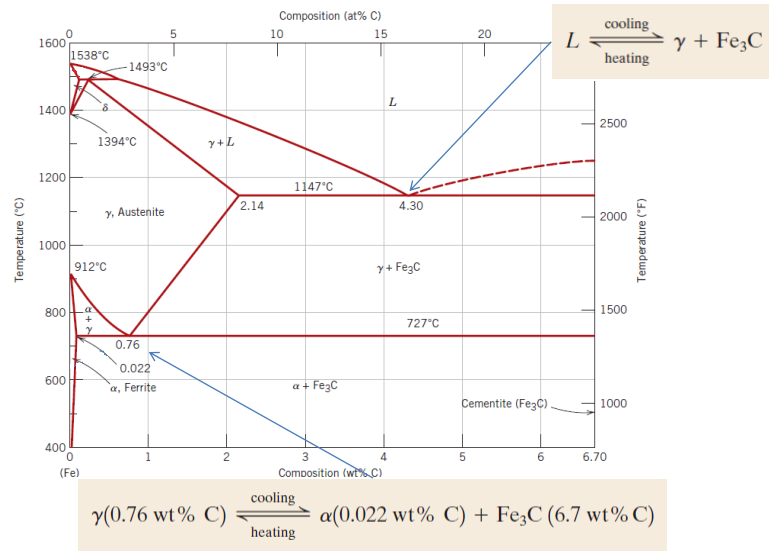 Composition (at% C)
0 5 10 15 20
L cooling ⇌ heating γ + Fe3C
1600
1538°C
1493°C
δ
L
1400
2500
1394°C
γ + L
1200
1147°C
2.14
4.30
γ, Austenite
2000
1000
γ + Fe3C
912°C
Temperature (°C)
Temperature (°F)
α
+
γ
800
1500
727°C
0.76
0.022
600
α, Ferrite
α + Fe3C
Cementite (Fe3C)
1000
400
0 1 2 3 4 5 6 6.70
(Fe)
Composition (wt% C)
γ(0.76 wt% C) cooling ⇌ heating α(0.022 wt% C) + Fe3C (6.7 wt% C)